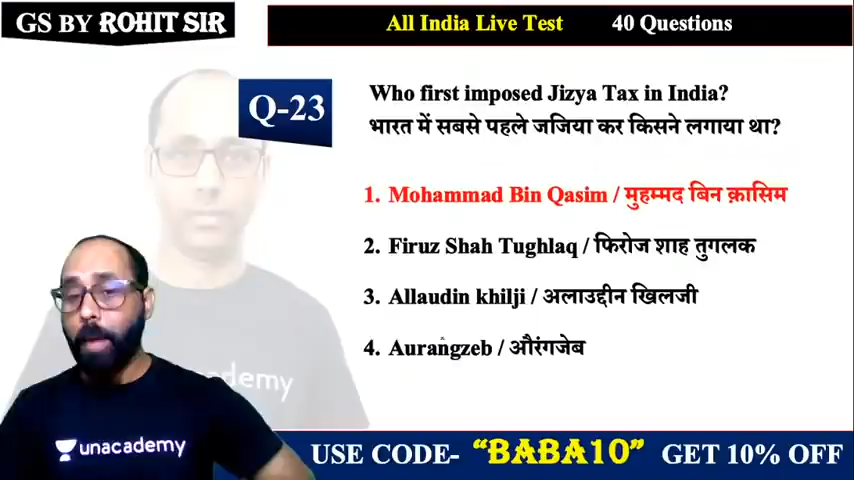 GS BY ROHIT SIR
All India Live Test 40 Questions
Q-23
Who first imposed Jizya Tax in India?
भारत में सबसे पहले जजिया कर किसने लगाया था?
1. Mohammad Bin Qasim / मुहम्मद बिन क़ासिम
2. Firuz Shah Tughlaq / फिरोज शाह तुगलक
3. Allaudin khilji / अलाउद्दीन खिलजी
4. Aurangzeb / औरंगजेब
demy
unacademy
USE CODE- “BABA10” GET 10% OFF